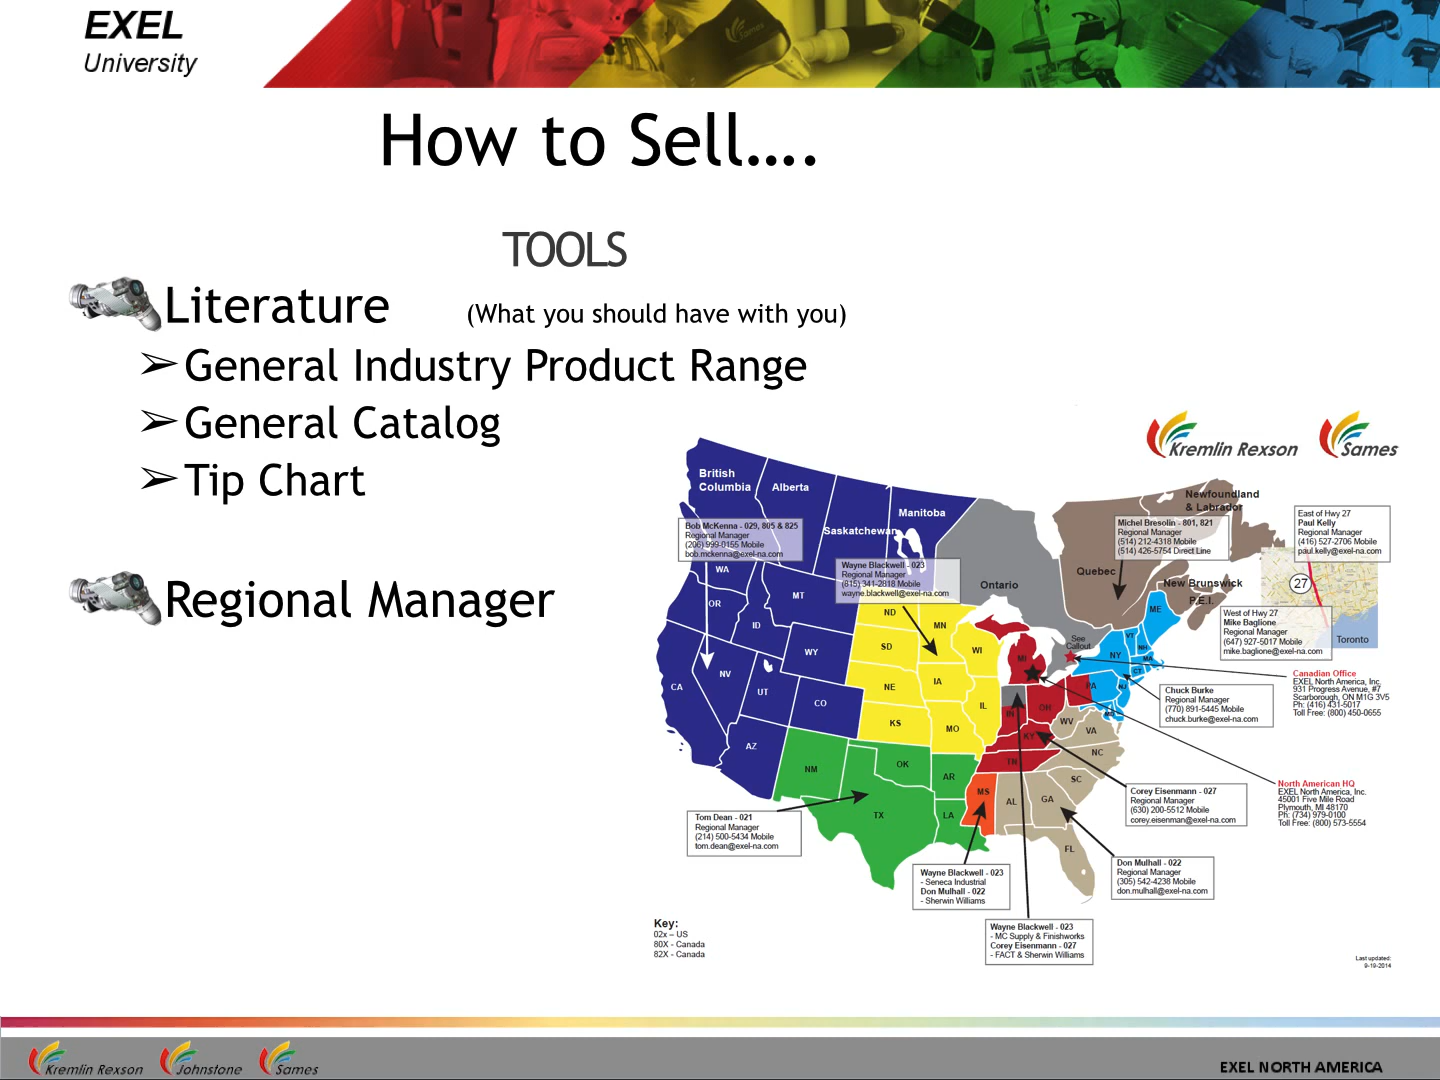 EXEL
University
How to Sell....
TOOLS
Literature (What you should have with you)
➢ General Industry Product Range
➢ General Catalog
➢ Tip Chart
Regional Manager
Kremlin Rexson
Sames
British
Columbia
Alberta
Saskatchewan
Manitoba
Ontario
Quebec
Newfoundland
& Labrador
New Brunswick
P.E.I.
Bob McKenna - 029, 805 & 825
Regional Manager
(206) 999-0155 Mobile
bob.mckenna@exel-na.com
Wayne Blackwell - 023
Regional Manager
(815) 341-2818 Mobile
wayne.blackwell@exel-na.com
Michel Bresolin - 801, 821
Regional Manager
(514) 212-4318 Mobile
(514) 426-5754 Direct Line
East of Hwy 27
Paul Kelly
Regional Manager
(416) 527-2706 Mobile
paul.kelly@exel-na.com
27
Toronto
West of Hwy 27
Mike Baglione
Regional Manager
(647) 927-5017 Mobile
mike.baglione@exel-na.com
See
Callout
Canadian Office
EXEL North America, Inc.
931 Progress Avenue, #7
Scarborough, ON M1G 3V5
Ph: (416) 431-5017
Toll Free: (800) 450-0655
Chuck Burke
Regional Manager
(770) 891-5445 Mobile
chuck.burke@exel-na.com
North American HQ
EXEL North America, Inc.
45001 Five Mile Road
Plymouth, MI 48170
Ph: (734) 979-0100
Toll Free: (800) 573-5554
Corey Eisenmann - 027
Regional Manager
(630) 200-5512 Mobile
corey.eisenman@exel-na.com
Don Mulhall - 022
Regional Manager
(305) 542-4238 Mobile
don.mulhall@exel-na.com
Tom Dean - 021
Regional Manager
(214) 500-5434 Mobile
tom.dean@exel-na.com
Wayne Blackwell - 023
- Seneca Industrial
Don Mulhall - 022
- Sherwin Williams
Wayne Blackwell - 023
- MC Supply & Finishworks
Corey Eisenmann - 027
- FACT & Sherwin Williams
WA
OR
ID
MT
WY
NV
UT
CA
CO
AZ
ND
SD
NE
KS
MN
IA
MO
WI
IL
NM
OK
TX
AR
LA
MS
MI
IN
OH
KY
TN
PA
NY
VT
NH
MA
CT
NJ
ME
WV
VA
NC
SC
AL
GA
FL
Key:
02x – US
80X - Canada
82X - Canada
Last updated:
9-19-2014
Kremlin Rexson
Johnstone
Sames
EXEL NORTH AMERICA